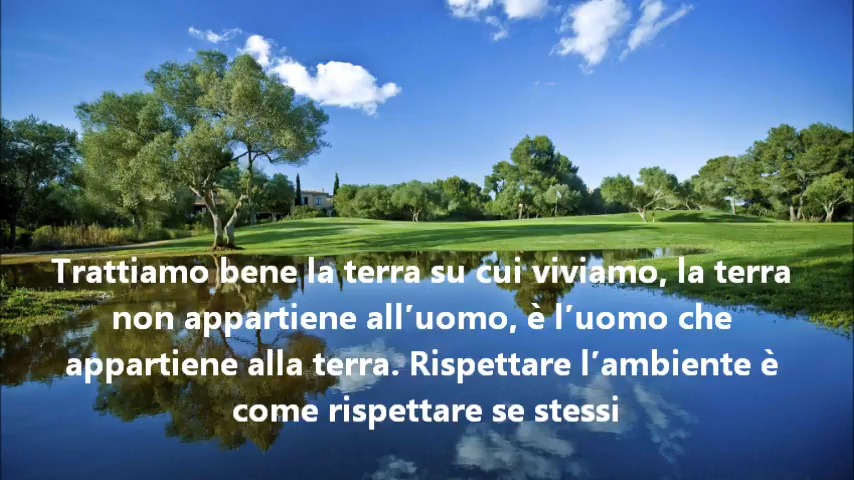 Trattiamo bene la terra su cui viviamo, la terra
non appartiene all’uomo, è l’uomo che
appartiene alla terra. Rispettare l’ambiente è
come rispettare se stessi